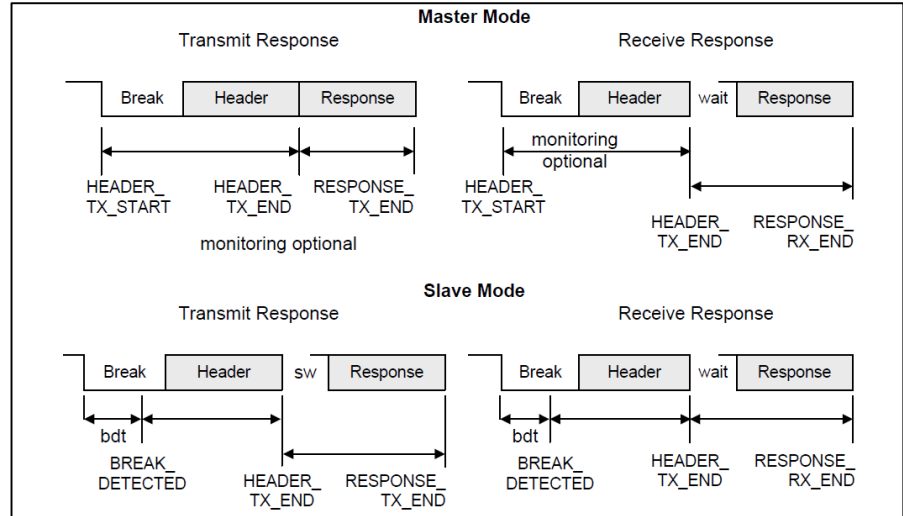 Master Mode
Transmit Response
Receive Response
Break
Header
Response
Break
Header
wait
Response
monitoring
optional
HEADER_
TX_START
HEADER_
TX_END
RESPONSE_
TX_END
HEADER_
TX_START
monitoring optional
HEADER_
TX_END
RESPONSE_
RX_END
Slave Mode
Transmit Response
Receive Response
Break
Header
sw
Response
Break
Header
wait
Response
bdt
bdt
BREAK_
DETECTED
HEADER_
TX_END
RESPONSE_
TX_END
BREAK_
DETECTED
HEADER_
TX_END
RESPONSE_
RX_END